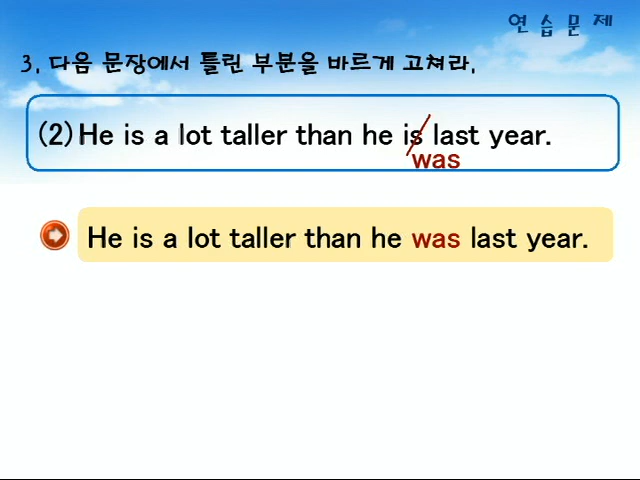 연 습 문 제
3. 다음 문장에서 틀린 부분을 바르게 고쳐라.
(2) He is a lot taller than he is last year.
was
He is a lot taller than he was last year.